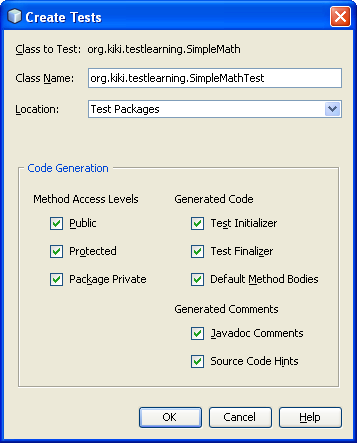 Create Tests
Class to Test: org.kiki.testlearning.SimpleMath
Class Name: org.kiki.testlearning.SimpleMathTest
Location: Test Packages
Code Generation
Method Access Levels Generated Code
Public Test Initializer
Protected Test Finalizer
Package Private Default Method Bodies
Generated Comments
Javadoc Comments
Source Code Hints
OK Cancel Help